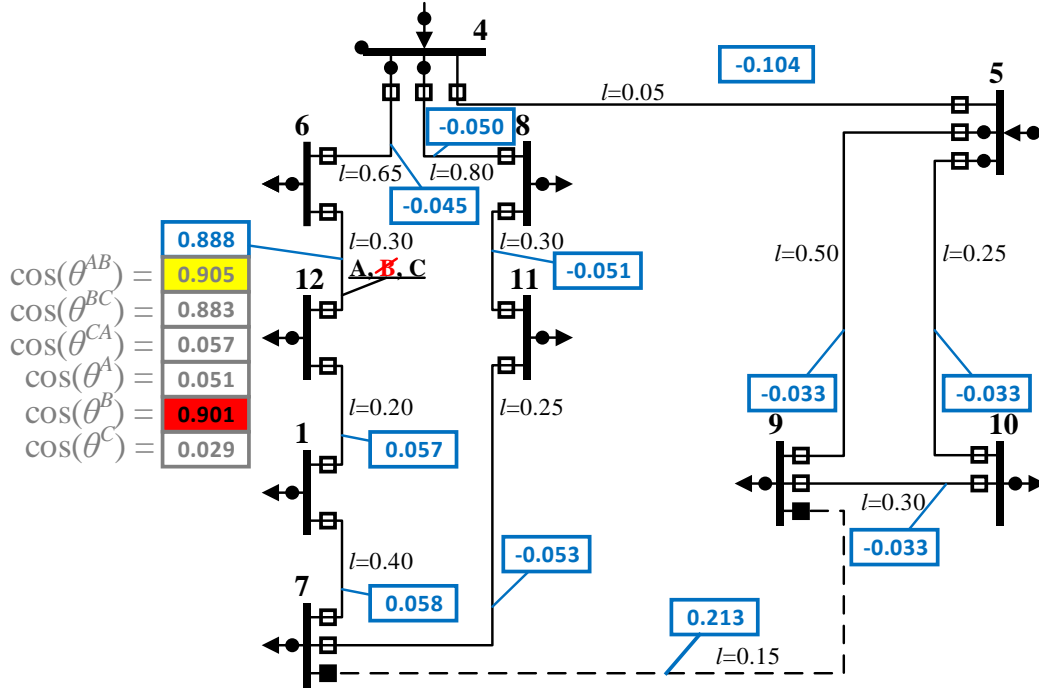 4
-0.104
5
l=0.05
6
-0.050
8
l=0.65
l=0.80
-0.045
0.888
l=0.30
l=0.30
l=0.50
l=0.25
cos(θ^AB) = 0.905
A, B, C
-0.051
12
11
cos(θ^BC) = 0.883
cos(θ^CA) = 0.057
cos(θ^A) = 0.051
-0.033
-0.033
cos(θ^B) = 0.901
l=0.20
l=0.25
cos(θ^C) = 0.029
1
0.057
9
10
l=0.30
-0.033
l=0.40
-0.053
7
0.058
0.213
l=0.15